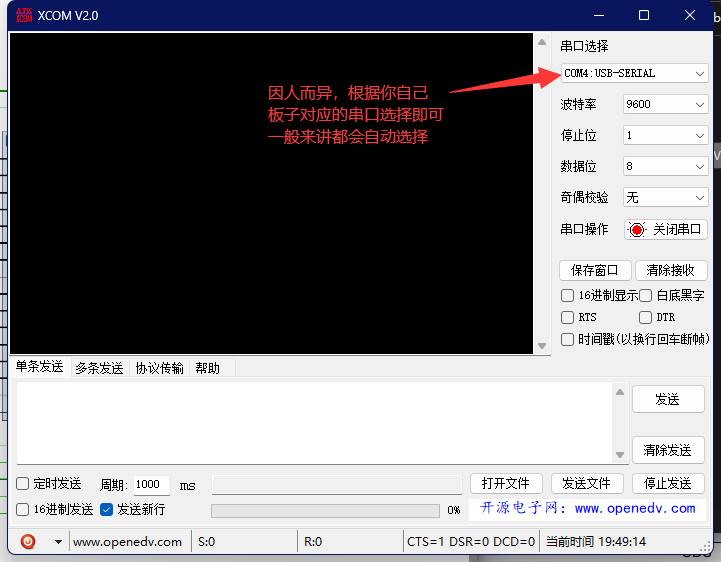 XCOM V2.0
串口选择
COM4:USB-SERIAL
因人而异，根据你自己
板子对应的串口选择即可
一般来讲都会自动选择
波特率 9600
停止位 1
数据位 8
奇偶校验 无
串口操作 关闭串口
保存窗口 清除接收
16进制显示 白底黑字
RTS DTR
时间戳(以换行回车断帧)
单条发送 多条发送 协议传输 帮助
发送
清除发送
定时发送 周期: 1000 ms 打开文件 发送文件 停止发送
16进制发送 发送新行 0% 开源电子网：www.openedv.com
www.openedv.com S:0 R:0 CTS=1 DSR=0 DCD=0 当前时间 19:49:14